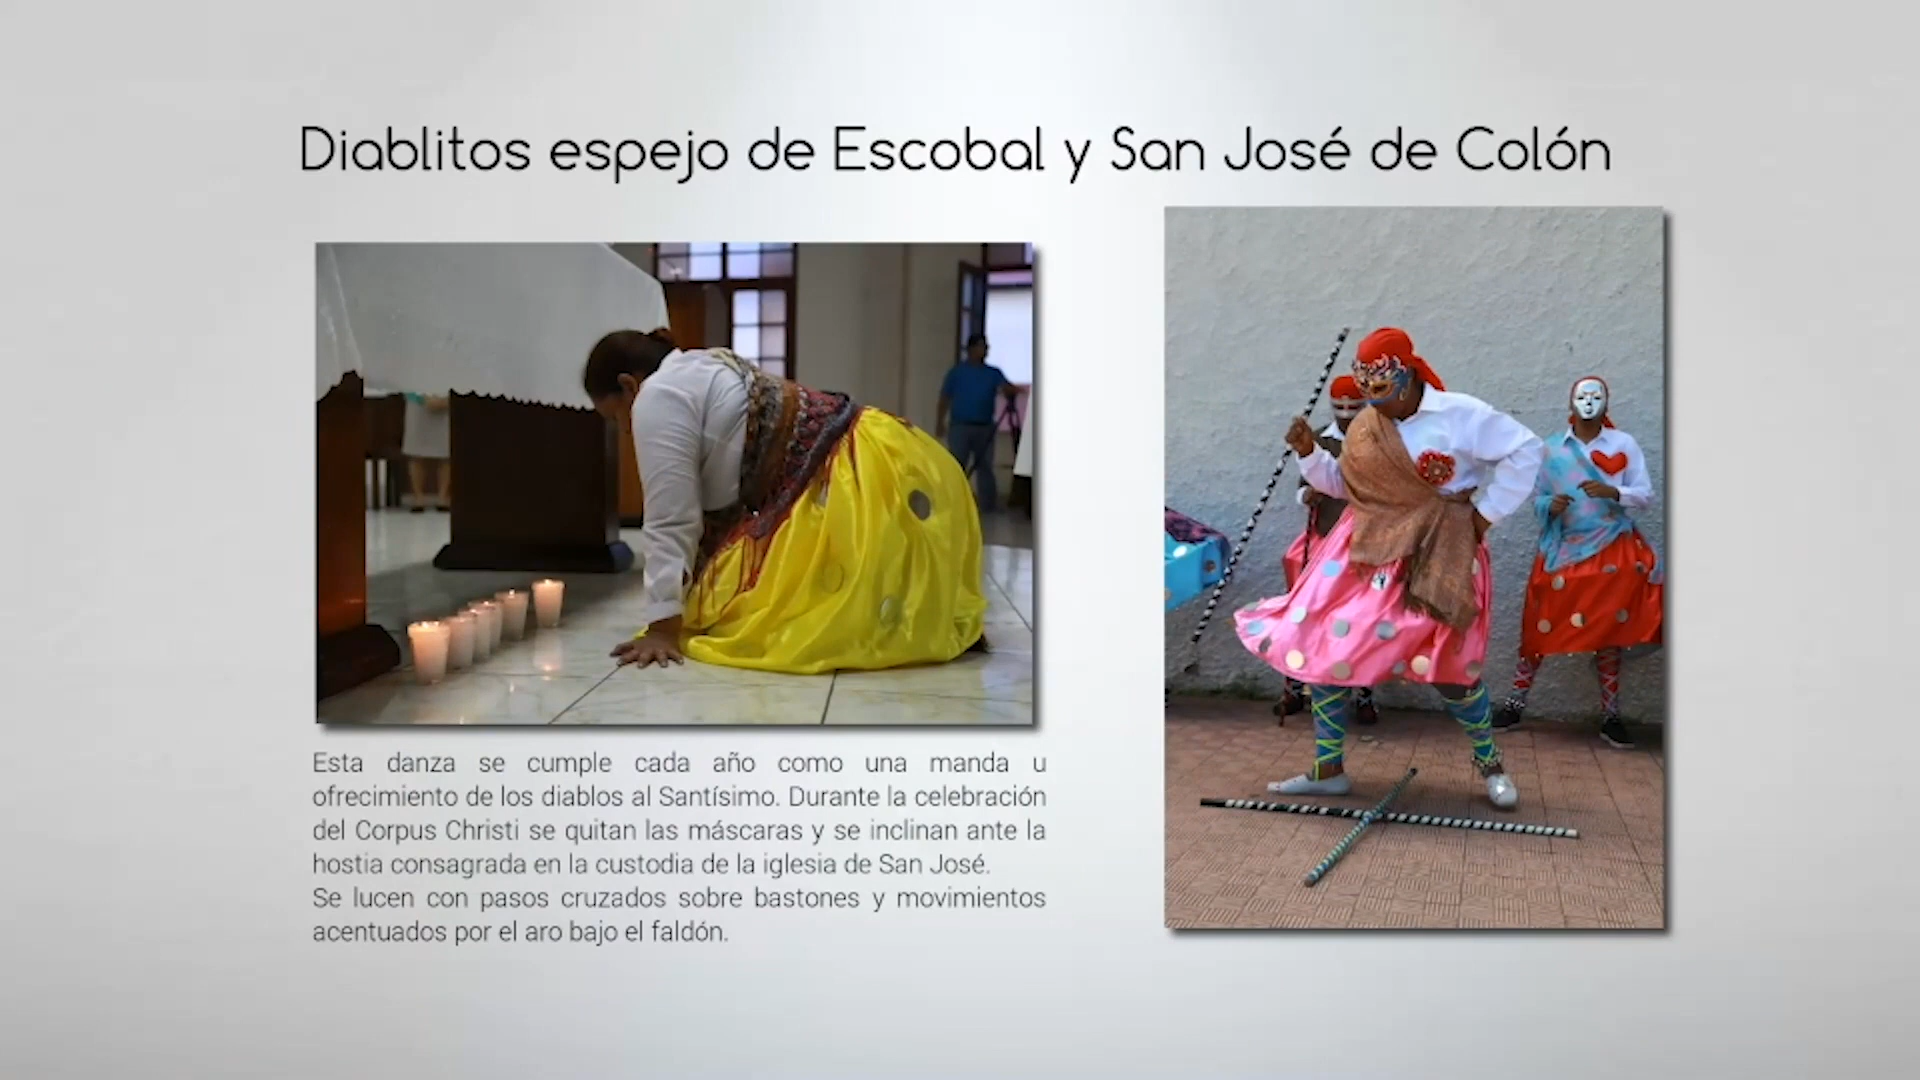 Diablitos espejo de Escobal y San José de Colón
Esta danza se cumple cada año como una manda u
ofrecimiento de los diablos al Santísimo. Durante la celebración
del Corpus Christi se quitan las máscaras y se inclinan ante la
hostia consagrada en la custodia de la iglesia de San José.
Se lucen con pasos cruzados sobre bastones y movimientos
acentuados por el aro bajo el faldón.